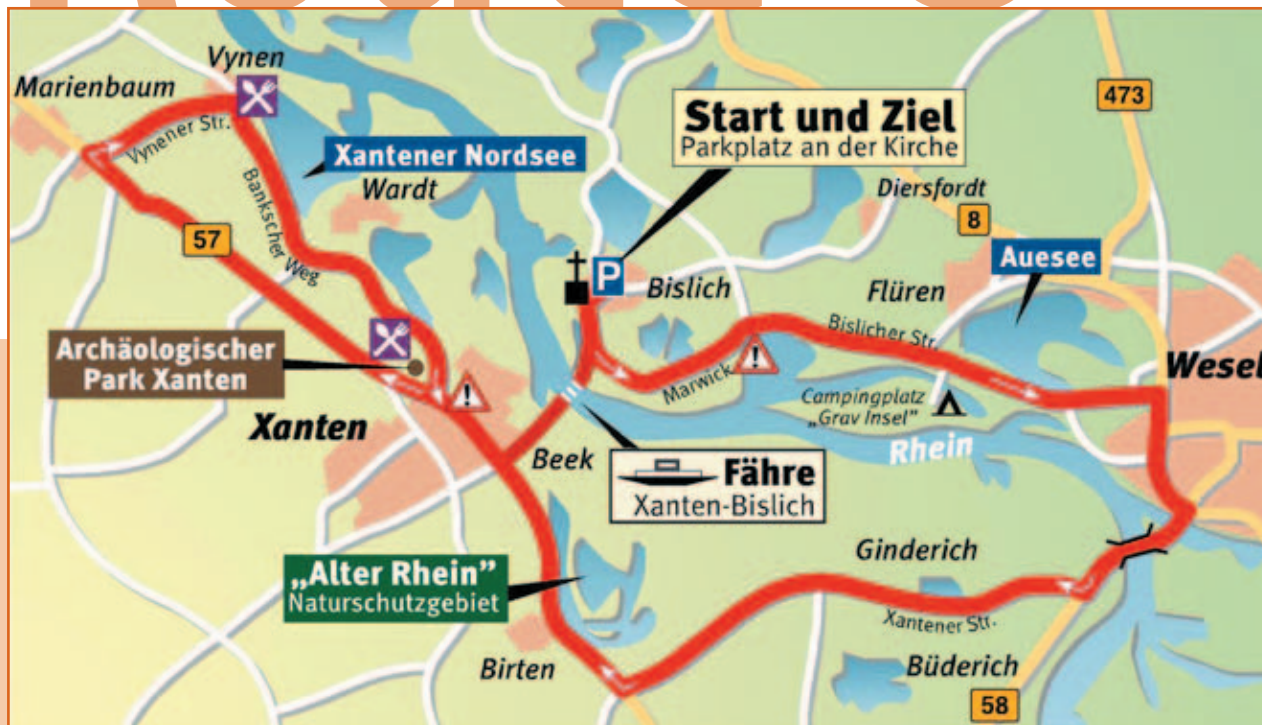 Vynen
Marienbaum
Vynener Str.
Xantener Nordsee
Wardt
Bankscher Weg
57
Start und Ziel
Parkplatz an der Kirche
473
Diersfordt
8
Auesee
P
Bislich
Flüren
Bislicher Str.
Marwick
!
Wesel
Archäologischer
Park Xanten
!
Xanten
Campingplatz
„Grav Insel"
Rhein
Beek
Fähre
Xanten-Bislich
„Alter Rhein"
Naturschutzgebiet
Ginderich
Xantener Str.
Birten
Büderich
58